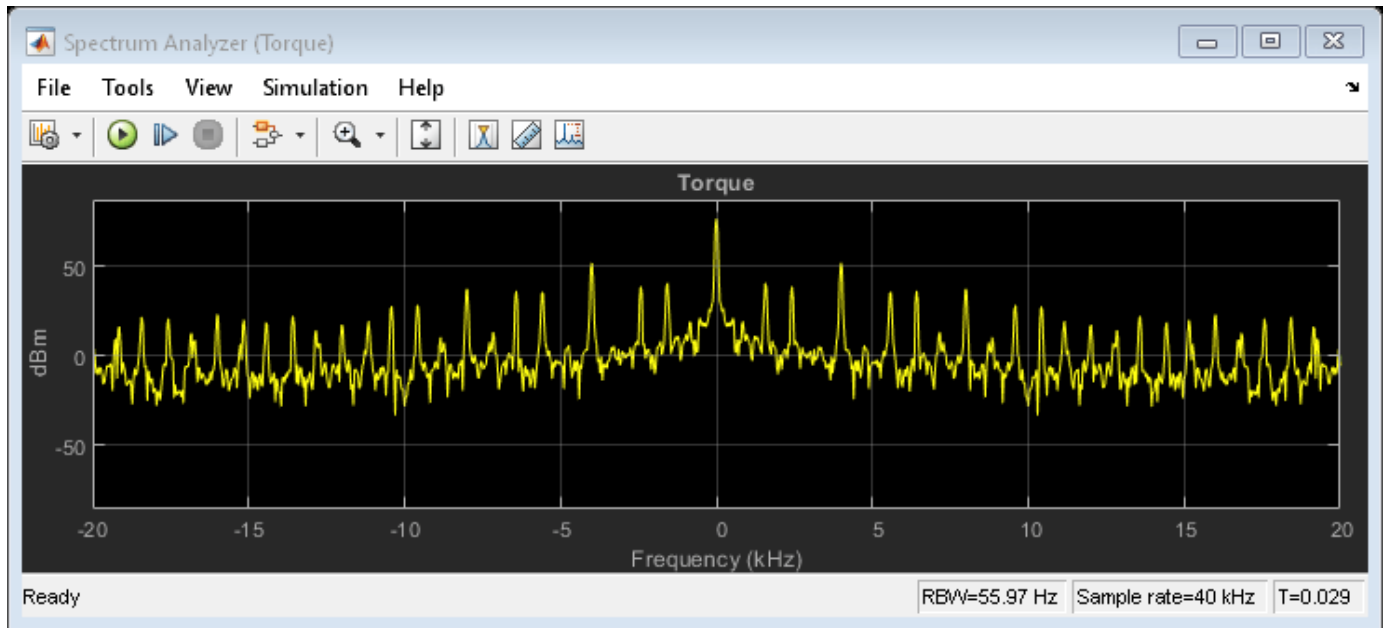 Spectrum Analyzer (Torque)
File Tools View Simulation Help
Torque
50
0
-50
dBm
-20 -15 -10 -5 0 5 10 15 20
Frequency (kHz)
Ready RBW=55.97 Hz Sample rate=40 kHz T=0.029